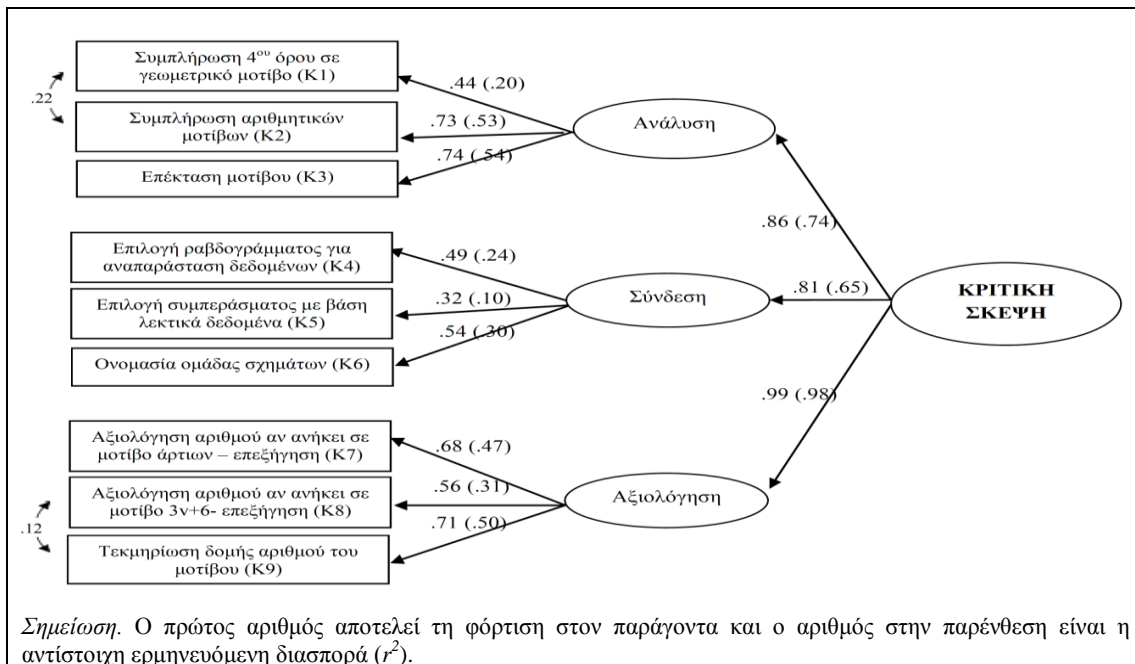 Συμπλήρωση 4ου όρου σε
γεωμετρικό μοτίβο (Κ1)
.22
Συμπλήρωση αριθμητικών
μοτίβων (Κ2)
Επέκταση μοτίβου (Κ3)
.44 (.20)
.73 (.53)
.74 (.54)
Ανάλυση
.86 (.74)
Επιλογή ραβδογράμματος για
αναπαράσταση δεδομένων (Κ4)
Επιλογή συμπεράσματος με βάση
λεκτικά δεδομένα (Κ5)
Ονομασία ομάδας σχημάτων (Κ6)
.49 (.24)
.32 (.10)
.54 (.30)
Σύνδεση
.81 (.65)
ΚΡΙΤΙΚΗ
ΣΚΕΨΗ
.99 (.98)
Αξιολόγηση αριθμού αν ανήκει σε
μοτίβο άρτιων – επεξήγηση (Κ7)
Αξιολόγηση αριθμού αν ανήκει σε
μοτίβο 3ν+6- επεξήγηση (Κ8)
.12
Τεκμηρίωση δομής αριθμού του
μοτίβου (Κ9)
.68 (.47)
.56 (.31)
.71 (.50)
Αξιολόγηση
Σημείωση. Ο πρώτος αριθμός αποτελεί τη φόρτιση στον παράγοντα και ο αριθμός στην παρένθεση είναι η
αντίστοιχη ερμηνευόμενη διασπορά (r²).